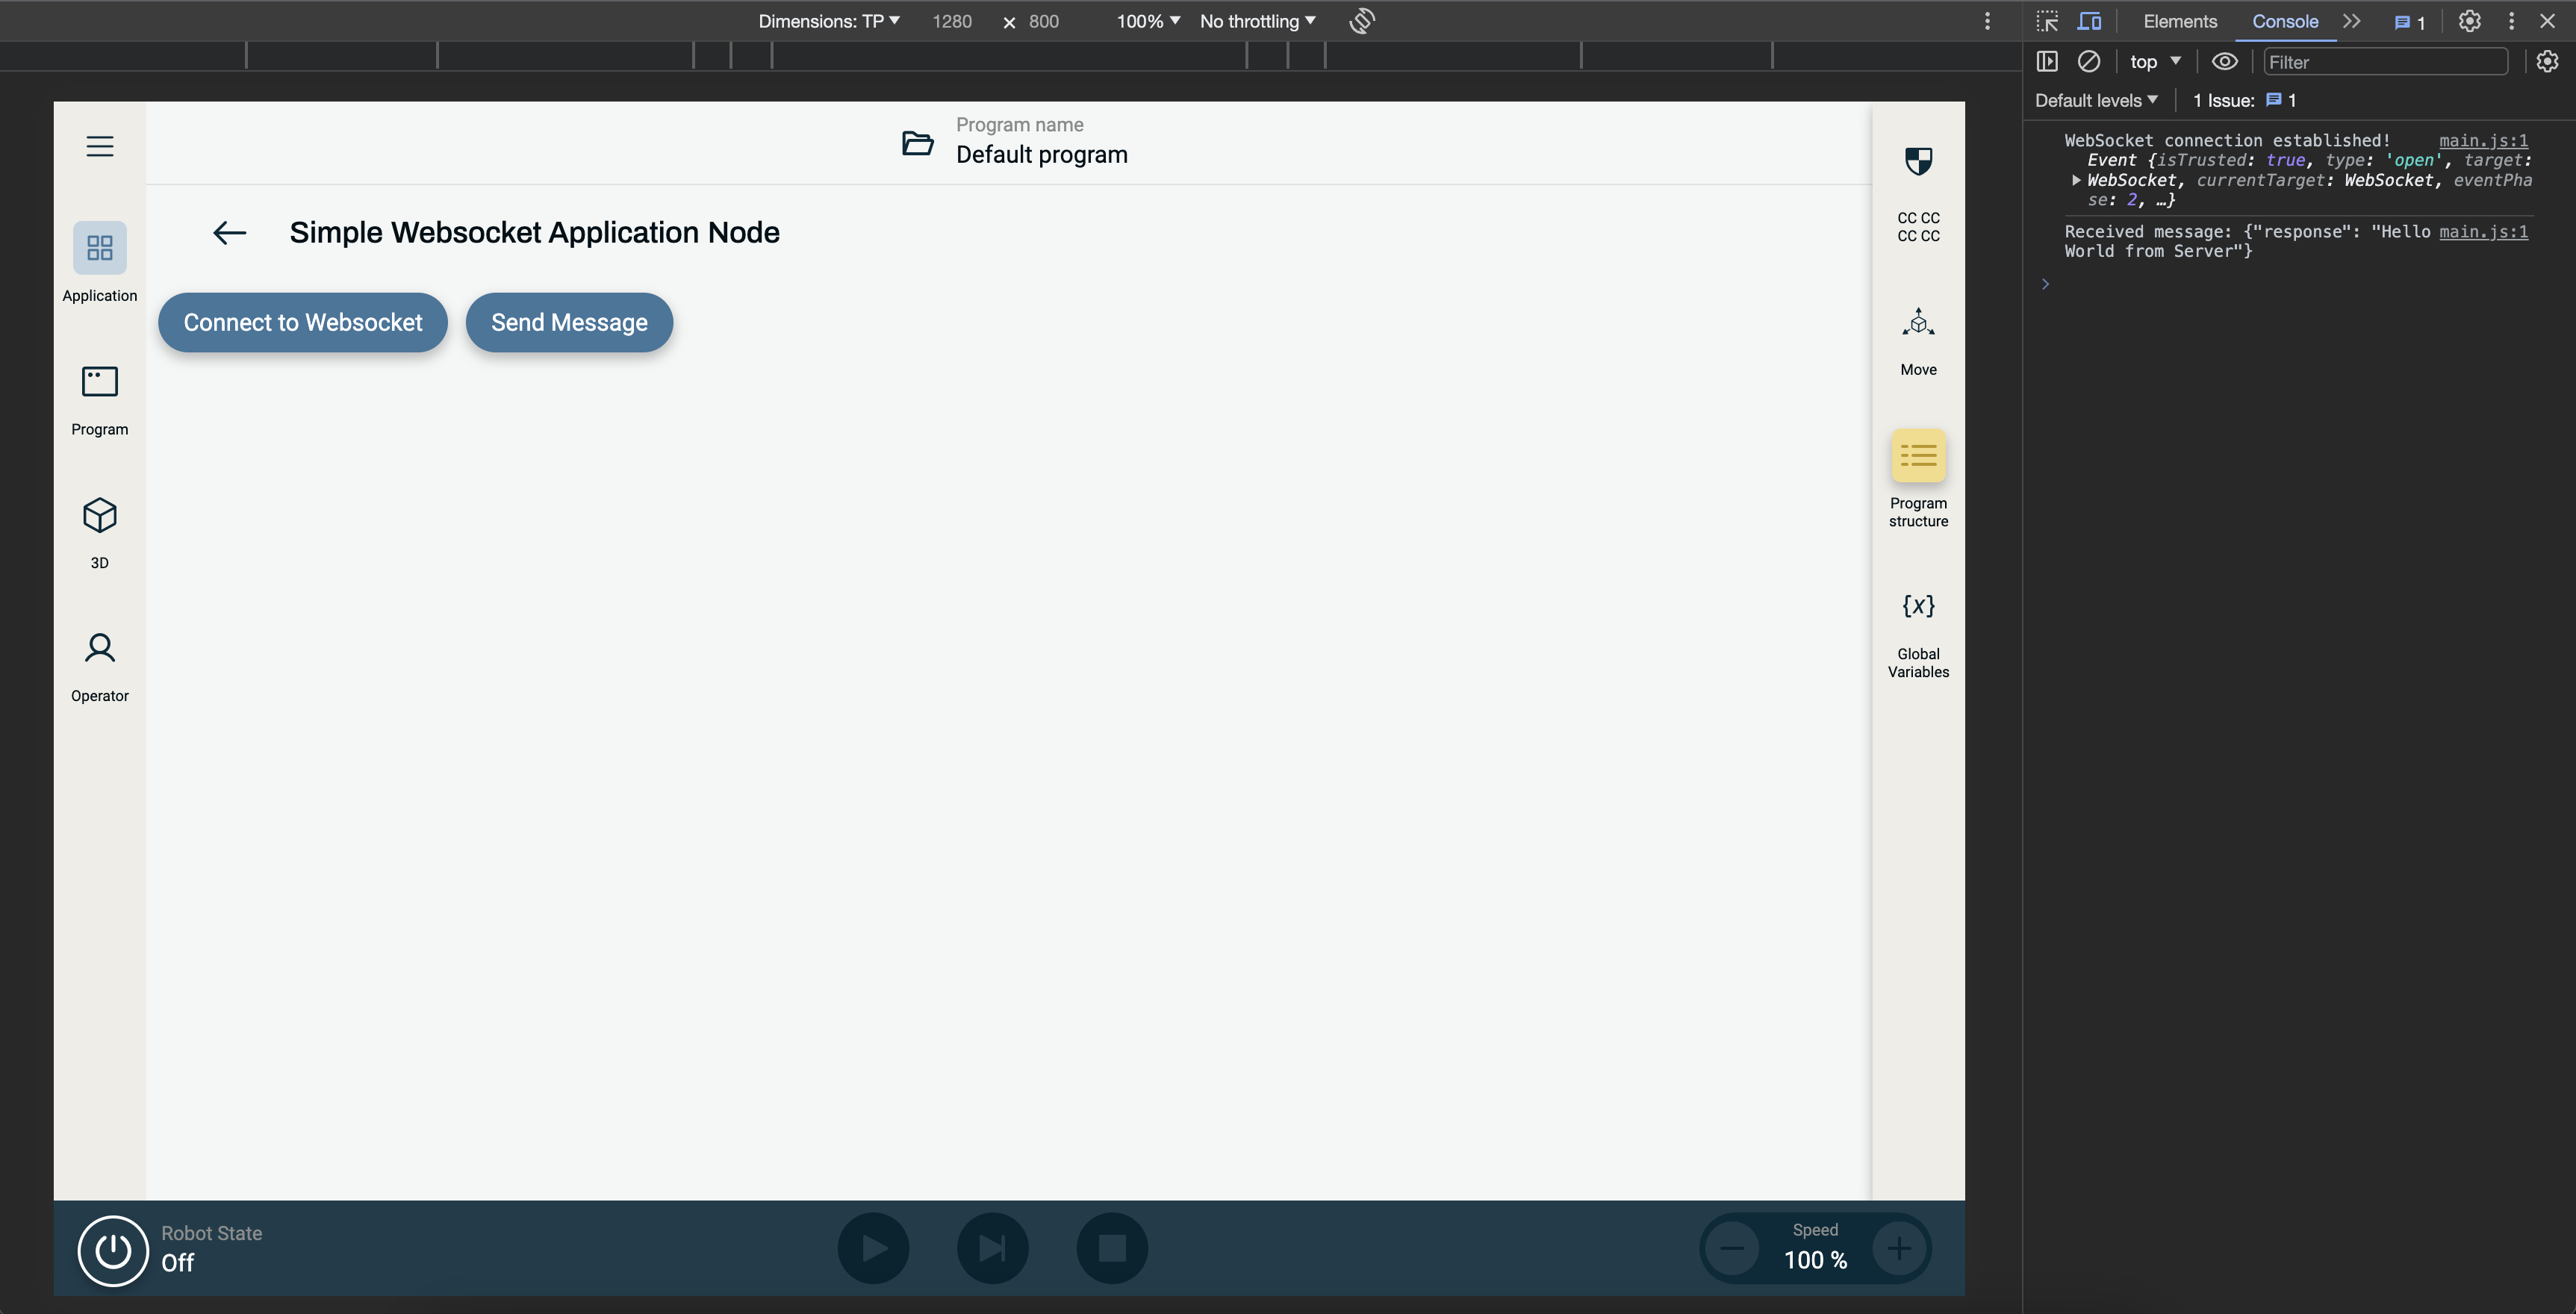 Dimensions: TP 1280 × 800 100% No throttling
Elements Console 1
top Filter
Default levels 1 Issue: 1
WebSocket connection established! main.js:1
Event {isTrusted: true, type: 'open', target:
WebSocket, currentTarget: WebSocket, eventPha
se: 2, …}
Received message: {"response": "Hello main.js:1
World from Server"}
Program name
Default program
Simple Websocket Application Node
Connect to Websocket Send Message
Application
Program
3D
Operator
CC CC
CC CC
Move
Program
structure
{x}
Global
Variables
Robot State
Off
Speed
100 %